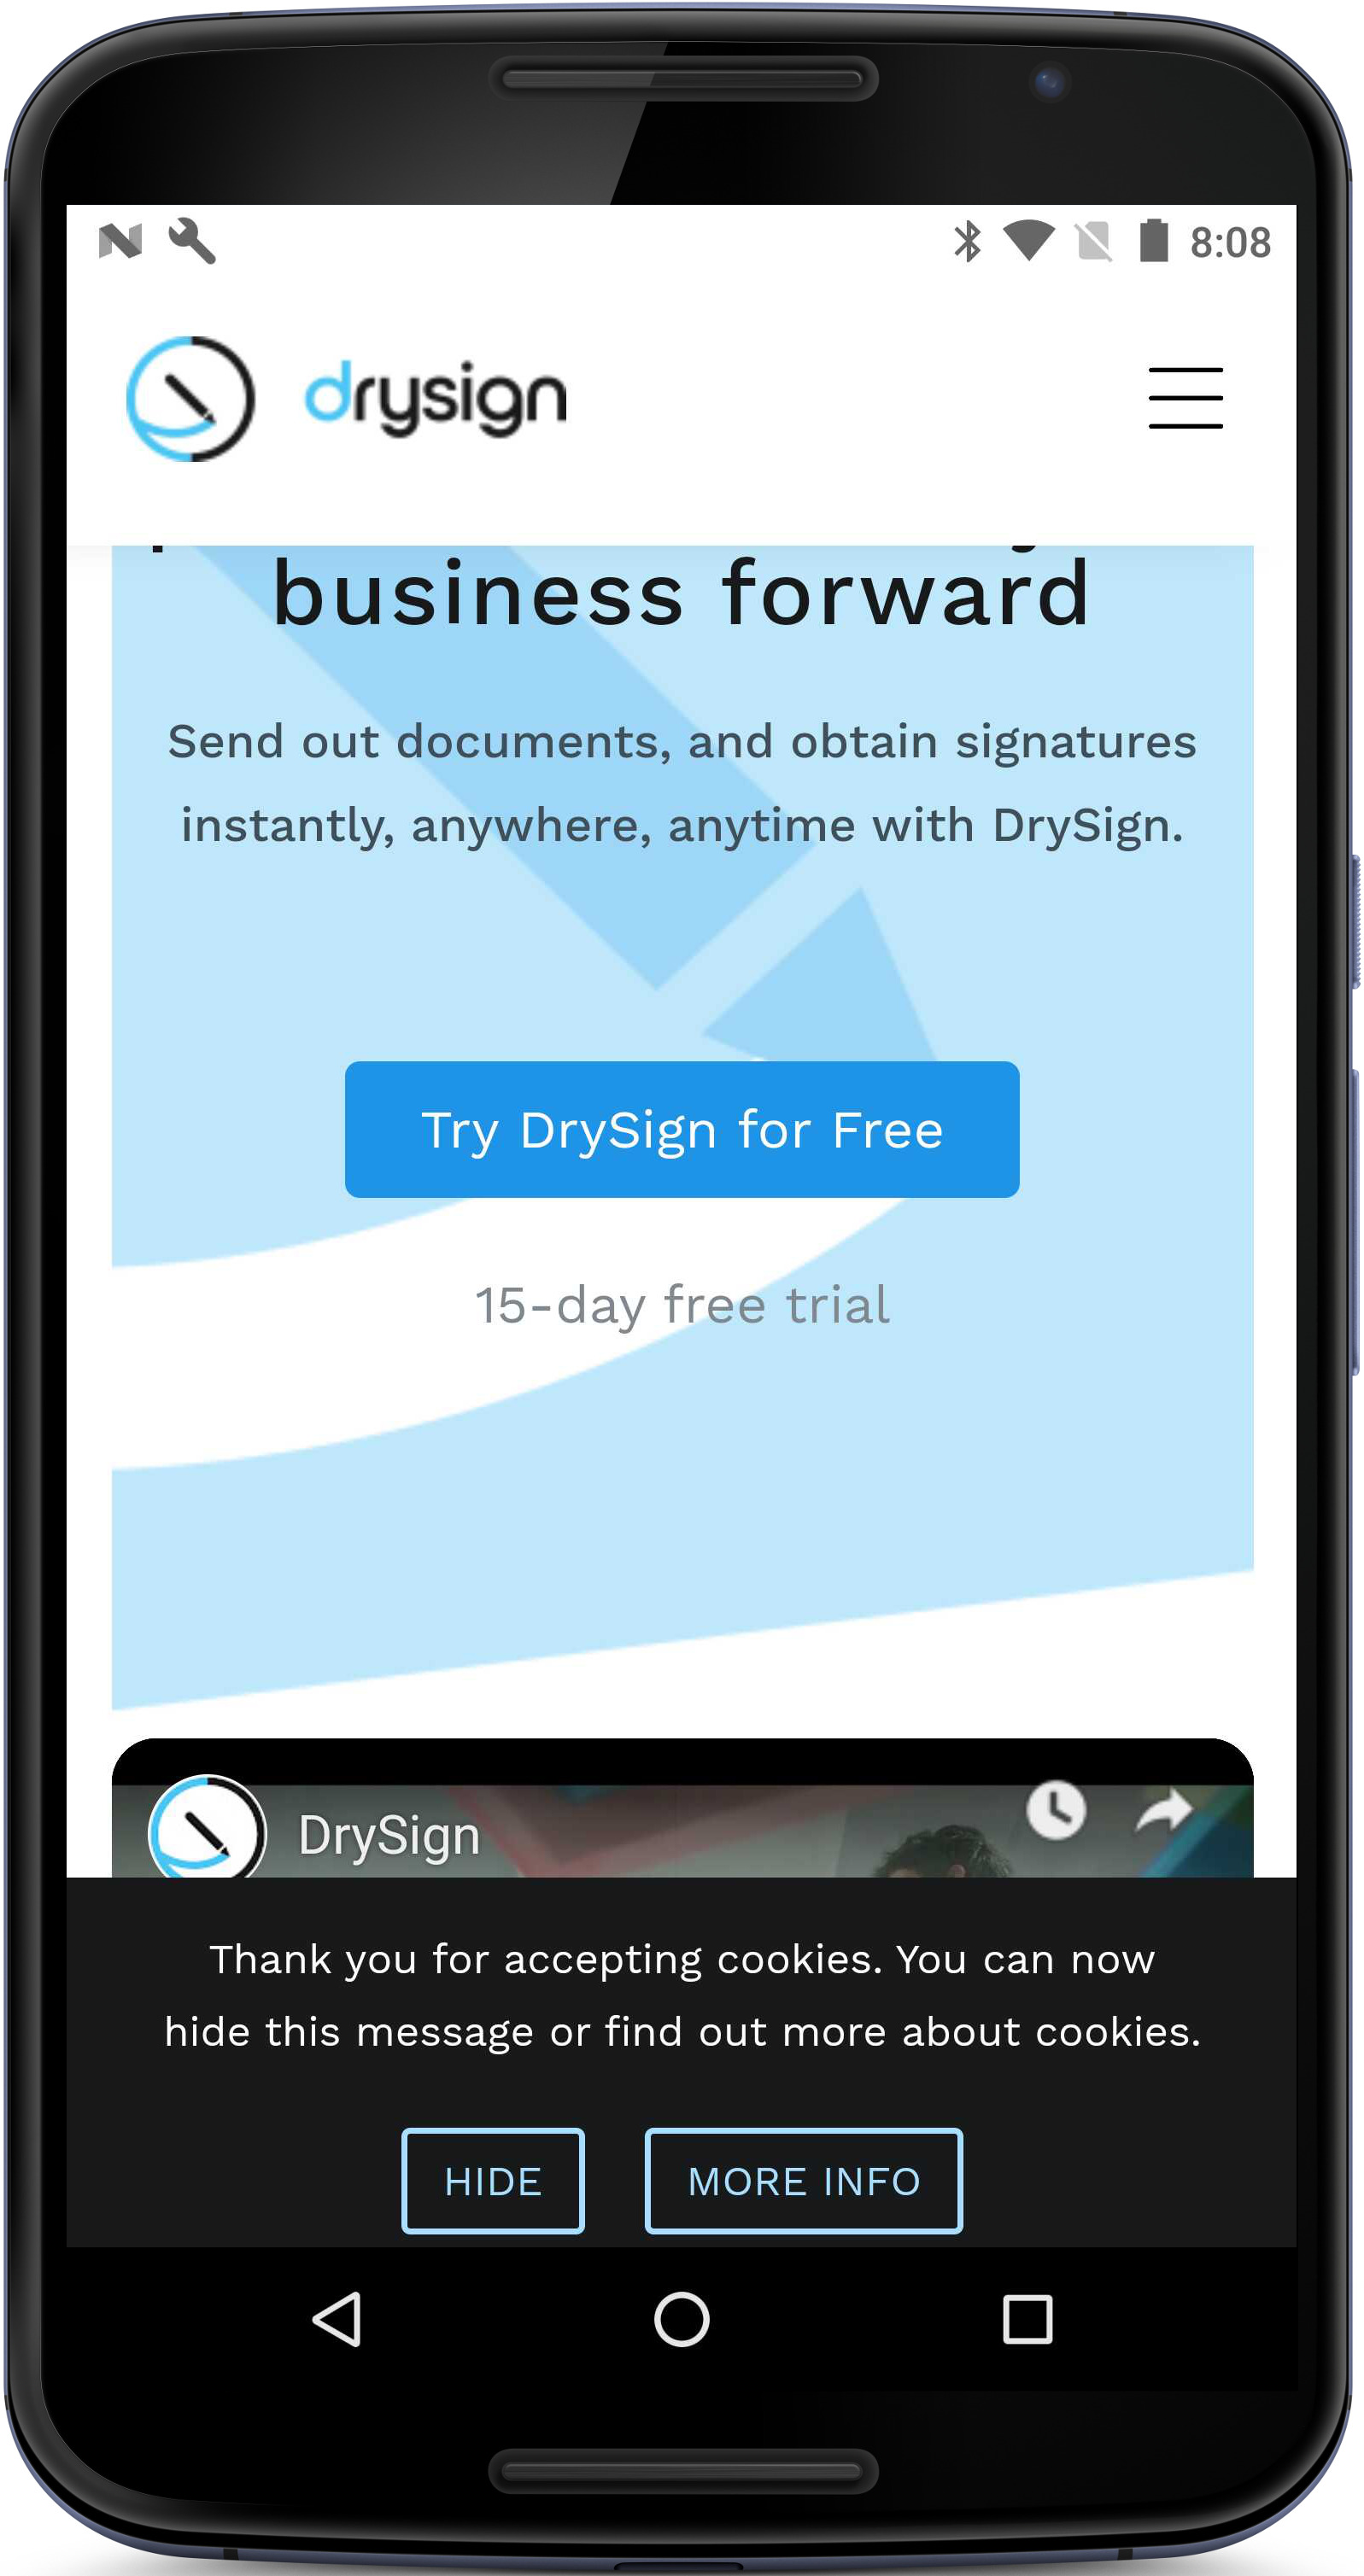 8:08
drysign
business forward
Send out documents, and obtain signatures
instantly, anywhere, anytime with DrySign.
Try DrySign for Free
15-day free trial
DrySign
Thank you for accepting cookies. You can now
hide this message or find out more about cookies.
HIDE
MORE INFO